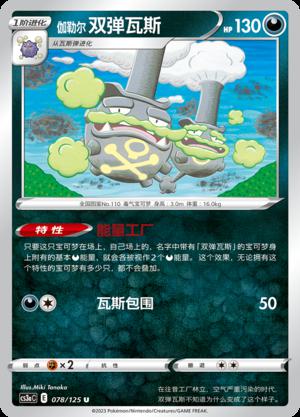 1阶进化
伽勒尔 双弹瓦斯
HP 130
从瓦斯弹进化
全国图鉴No.110 毒气宝可梦 身高：3.0m 体重：16.0kg
特性 能量工厂
只要这只宝可梦在场上，自己场上的，名字中带有「双弹瓦斯」的宝可梦身
上附有的基本能量，就会各被视作2个能量。这个效果，无论拥有这
个特性的宝可梦有多少只，都不会叠加。
瓦斯包围 50
弱点 ×2 抵抗力 撤退
Illus.Miki Tanaka
CS3aC E 078/125 U
在往昔工厂林立，空气严重污染的时代，
双弹瓦斯不知道为什么变成了这个样子。
©2023 Pokémon/Nintendo/Creatures/GAME FREAK.